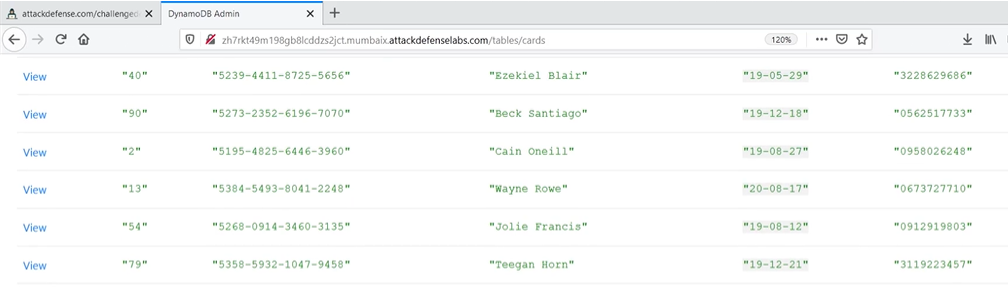 attackdefense.com/challenged
DynamoDB Admin
zh7rkt49m198gb8lcddzs2jct.mumbaix.attackdefenselabs.com/tables/cards 120%
View "40" "5239-4411-8725-5656" "Ezekiel Blair" "19-05-29" "3228629686"
View "90" "5273-2352-6196-7070" "Beck Santiago" "19-12-18" "0562517733"
View "2" "5195-4825-6446-3960" "Cain Oneill" "19-08-27" "0958026248"
View "13" "5384-5493-8041-2248" "Wayne Rowe" "20-08-17" "0673727710"
View "54" "5268-0914-3460-3135" "Jolie Francis" "19-08-12" "0912919803"
View "79" "5358-5932-1047-9458" "Teegan Horn" "19-12-21" "3119223457"